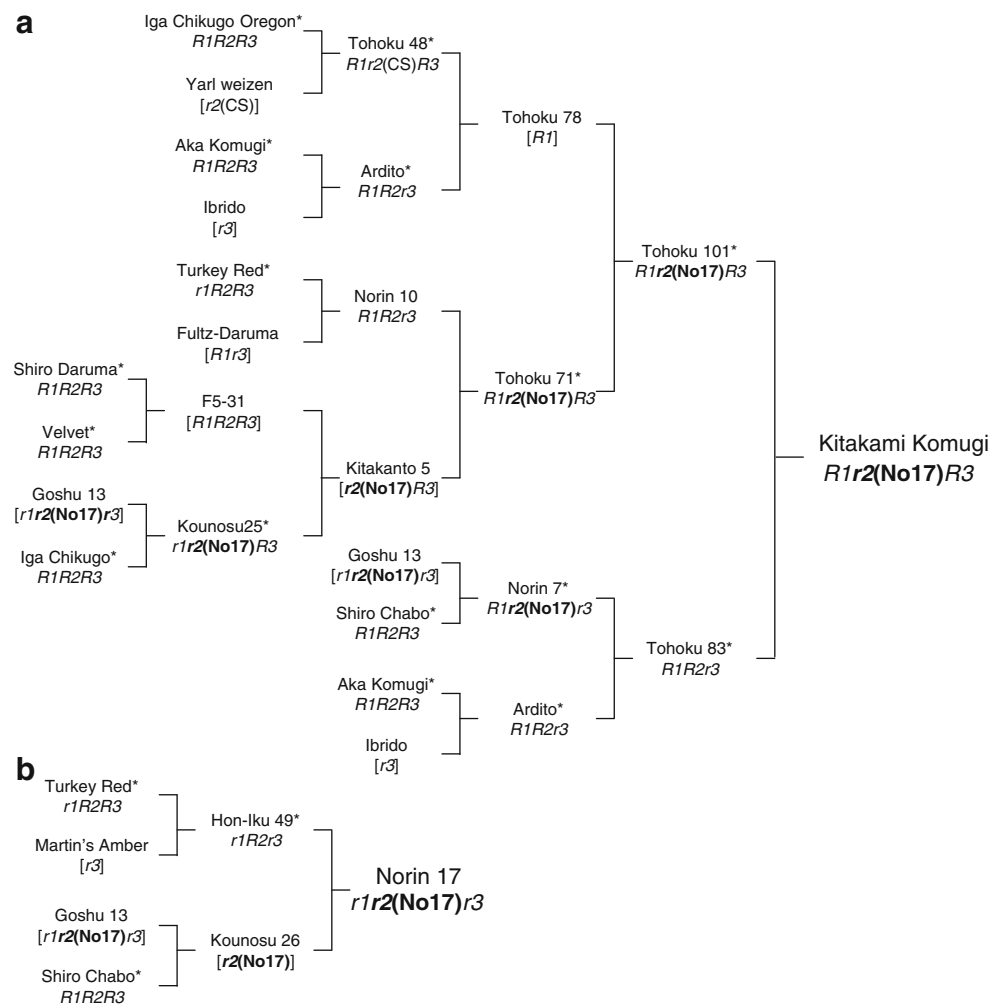 a
Iga Chikugo Oregon*
R1R2R3
Yarl weizen
[r2(CS)]
Tohoku 48*
R1r2(CS)R3
Aka Komugi*
R1R2R3
Ibrido
[r3]
Ardito*
R1R2r3
Tohoku 78
[R1]
Turkey Red*
r1R2R3
Fultz-Daruma
[R1r3]
Norin 10
R1R2r3
Shiro Daruma*
R1R2R3
Velvet*
R1R2R3
F5-31
[R1R2R3]
Goshu 13
[r1r2(No17)r3]
Iga Chikugo*
R1R2R3
Kounosu25*
r1r2(No17)R3
Kitakanto 5
[r2(No17)R3]
Tohoku 71*
R1r2(No17)R3
Tohoku 101*
R1r2(No17)R3
Goshu 13
[r1r2(No17)r3]
Shiro Chabo*
R1R2R3
Norin 7*
R1r2(No17)r3
Aka Komugi*
R1R2R3
Ibrido
[r3]
Ardito*
R1R2r3
Tohoku 83*
R1R2r3
Kitakami Komugi
R1r2(No17)R3
b
Turkey Red*
r1R2R3
Martin's Amber
[r3]
Hon-Iku 49*
r1R2r3
Goshu 13
[r1r2(No17)r3]
Shiro Chabo*
R1R2R3
Kounosu 26
[r2(No17)]
Norin 17
r1r2(No17)r3